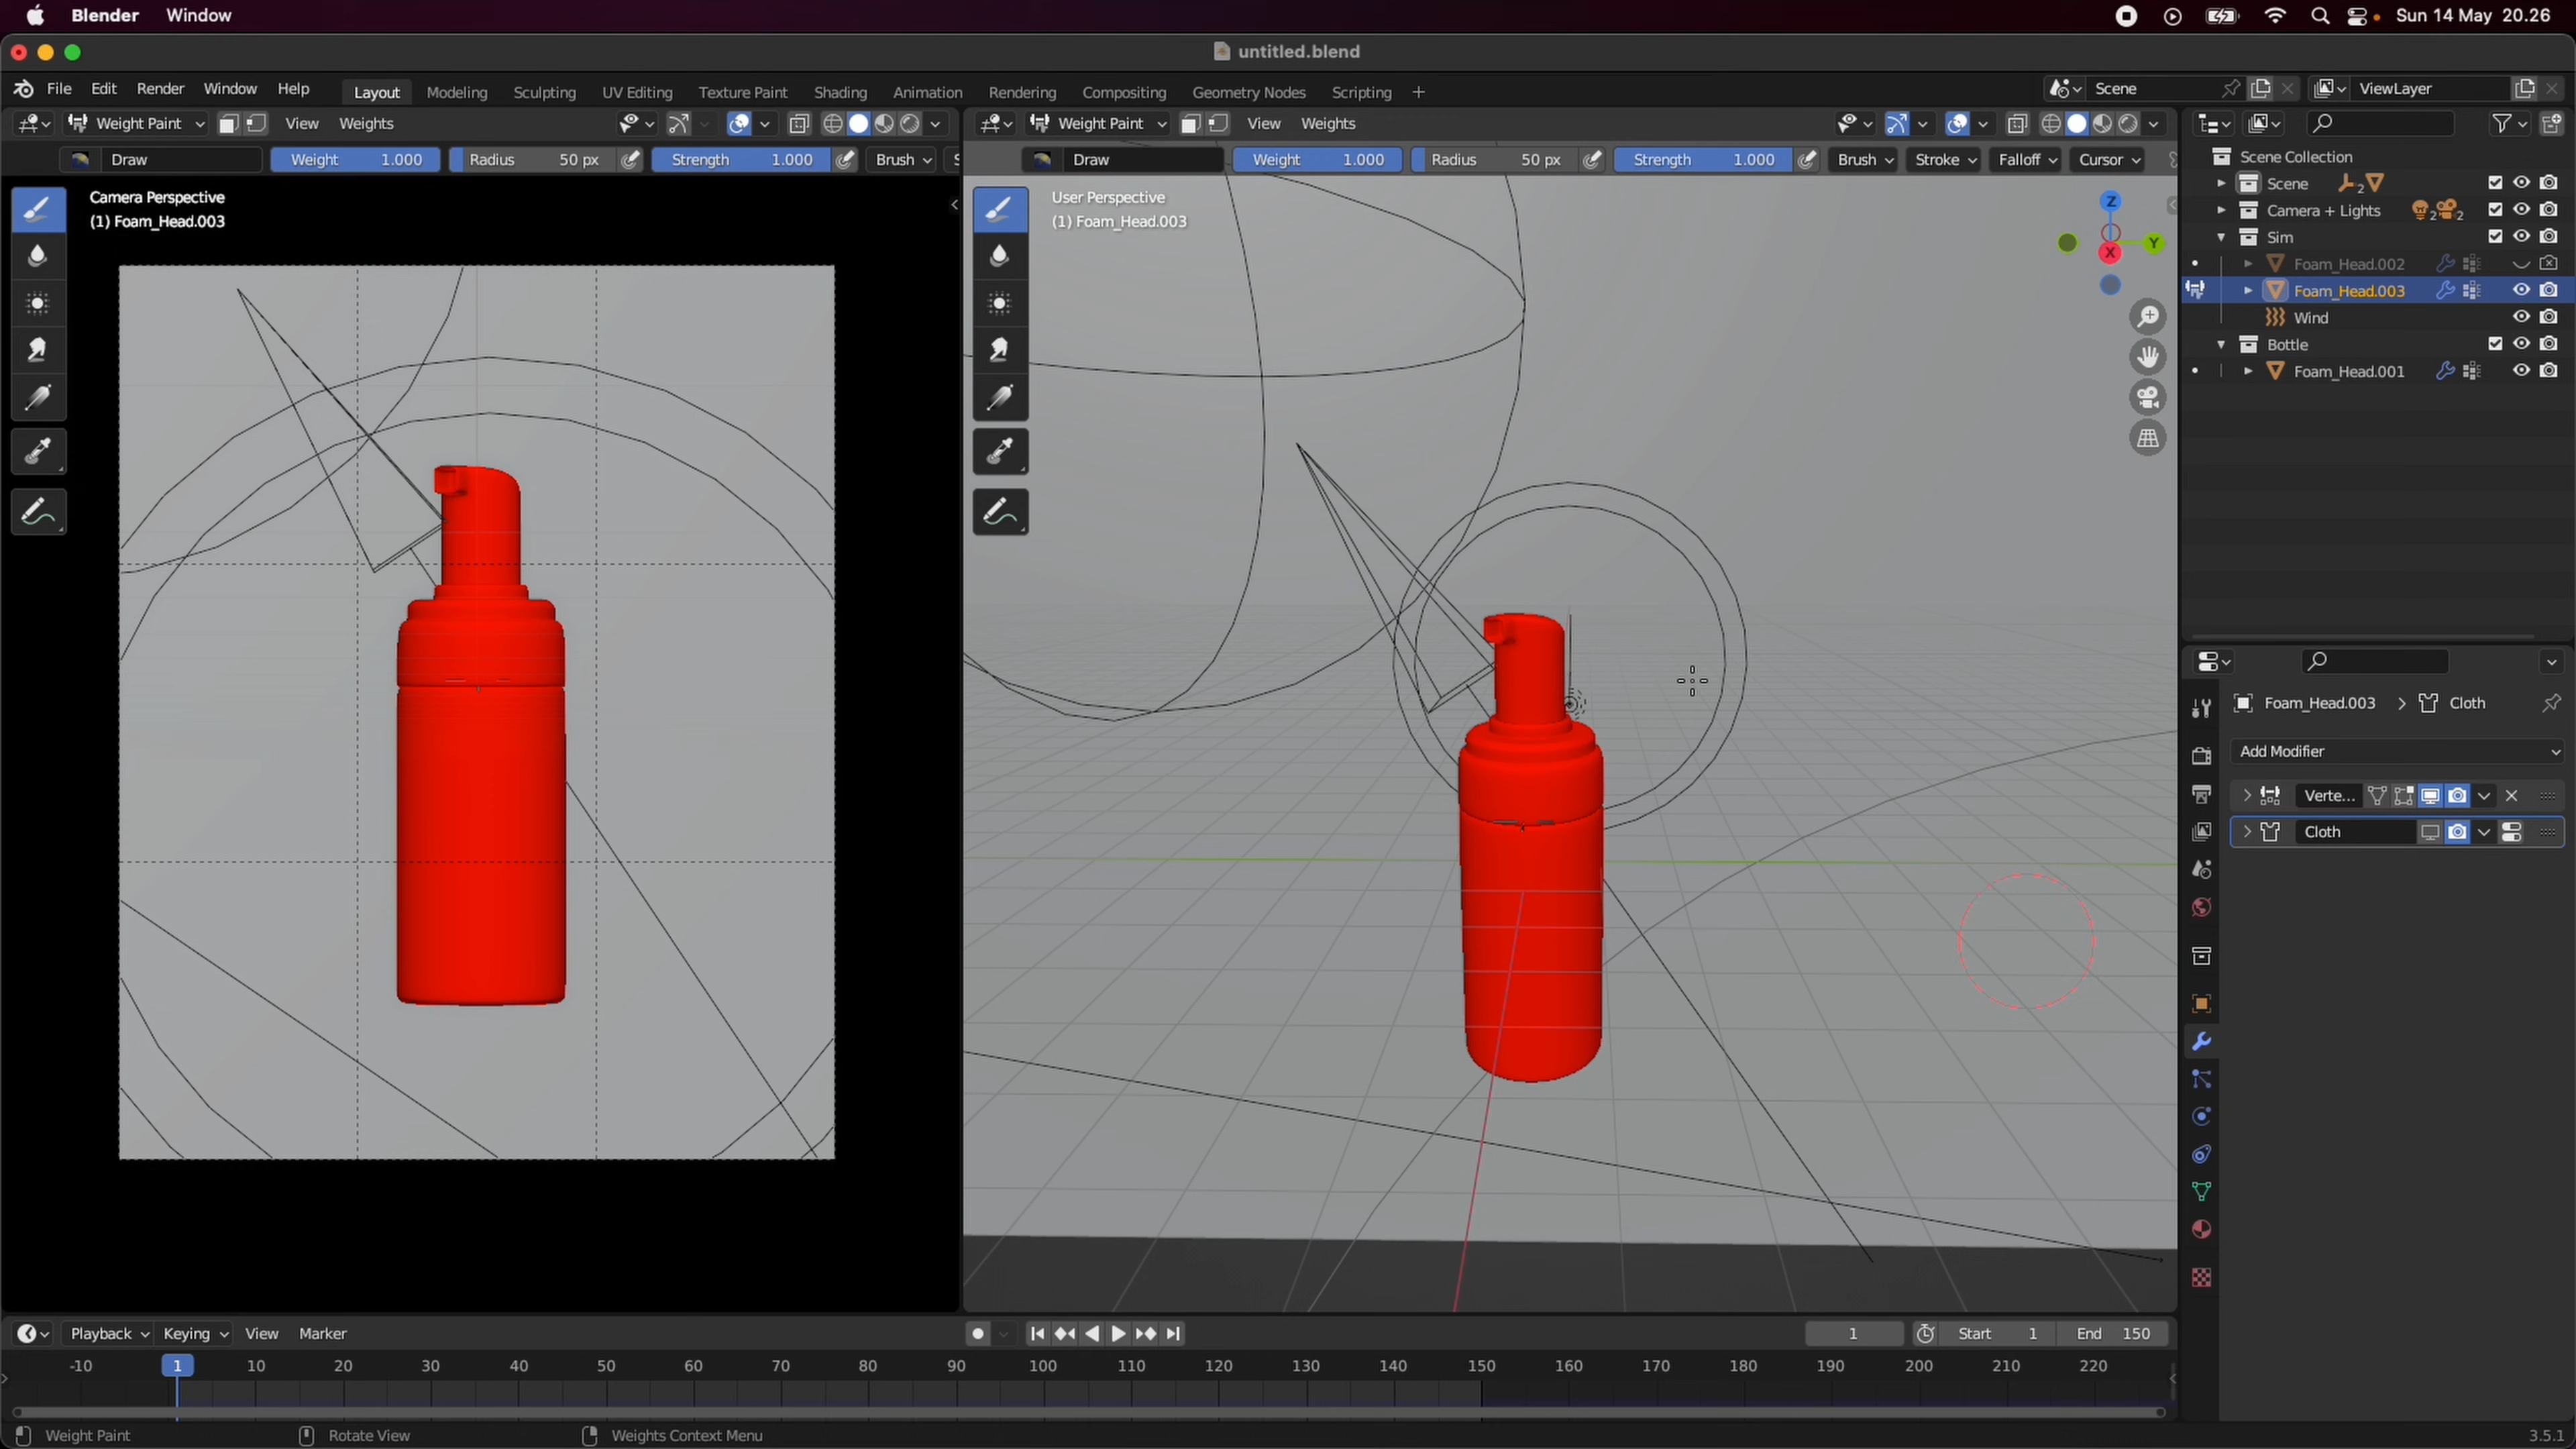 Blender Window Sun 14 May 20.26
untitled.blend
File Edit Render Window Help Layout Modeling Sculpting UV Editing Texture Paint Shading Animation Rendering Compositing Geometry Nodes Scripting + Scene ViewLayer
Weight Paint View Weights
Draw Weight 1.000 Radius 50 px Strength 1.000 Brush
Camera Perspective
(1) Foam_Head.003
Weight Paint View Weights
Draw Weight 1.000 Radius 50 px Strength 1.000 Brush Stroke Falloff Cursor
User Perspective
(1) Foam_Head.003
Z
Y
X
Scene Collection
Scene 2
Camera + Lights 2 2
Sim
Foam_Head.002
Foam_Head.003
Wind
Bottle
Foam_Head.001
Foam_Head.003 > Cloth
Add Modifier
Verte...
Cloth
Playback Keying View Marker 1 Start 1 End 150
-10 1 10 20 30 40 50 60 70 80 90 100 110 120 130 140 150 160 170 180 190 200 210 220
Weight Paint Rotate View Weights Context Menu 3.5.1